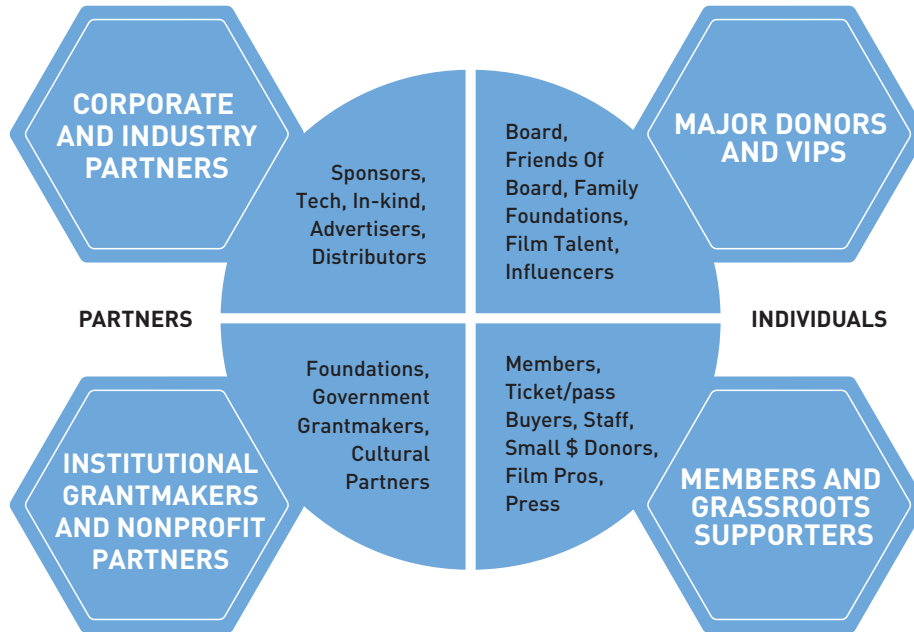 CORPORATE
AND INDUSTRY
PARTNERS
Sponsors,
Tech, In-kind,
Advertisers,
Distributors
Board,
Friends Of
Board, Family
Foundations,
Film Talent,
Influencers
MAJOR DONORS
AND VIPS
PARTNERS
INDIVIDUALS
INSTITUTIONAL
GRANTMAKERS
AND NONPROFIT
PARTNERS
Foundations,
Government
Grantmakers,
Cultural
Partners
Members,
Ticket/pass
Buyers, Staff,
Small $ Donors,
Film Pros,
Press
MEMBERS AND
GRASSROOTS
SUPPORTERS